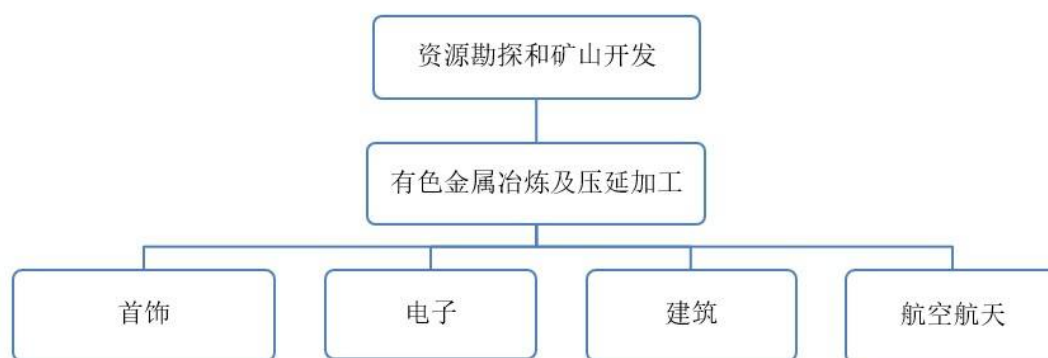 资源勘探和矿山开发
有色金属冶炼及压延加工
首饰
电子
建筑
航空航天